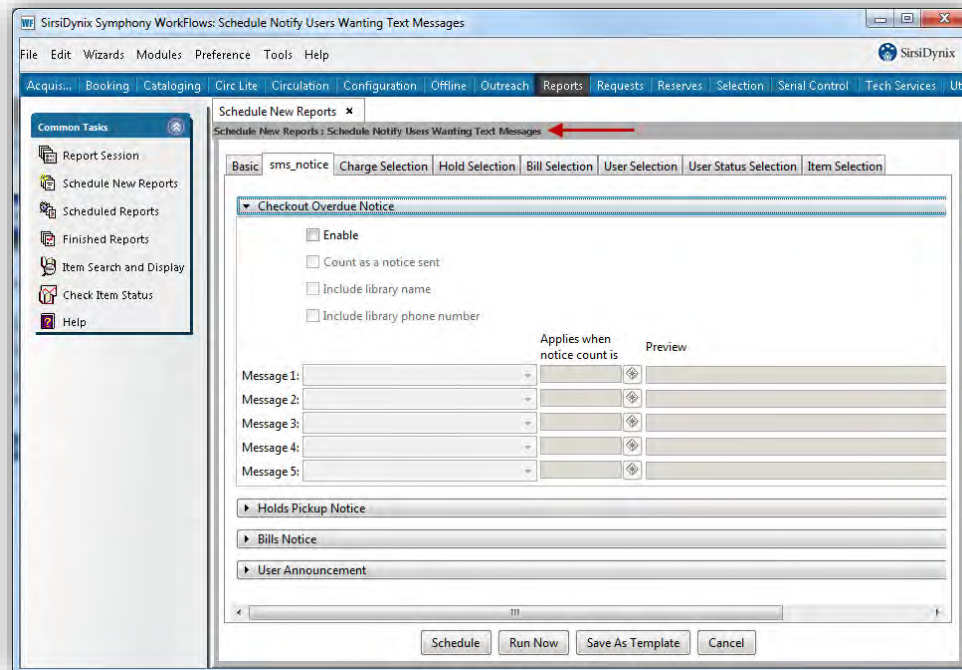 WF SirsiDynix Symphony WorkFlows: Schedule Notify Users Wanting Text Messages
File Edit Wizards Modules Preference Tools Help
SirsiDynix
Acquis... Booking Cataloging Circ Lite Circulation Configuration Offline Outreach Reports Requests Reserves Selection Serial Control Tech Services Ut
Schedule New Reports ×
Schedule New Reports : Schedule Notify Users Wanting Text Messages
Common Tasks
Report Session
Schedule New Reports
Scheduled Reports
Finished Reports
Item Search and Display
Check Item Status
Help
Basic sms_notice Charge Selection Hold Selection Bill Selection User Selection User Status Selection Item Selection
Checkout Overdue Notice
Enable
Count as a notice sent
Include library name
Include library phone number
Applies when
notice count is
Preview
Message 1:
Message 2:
Message 3:
Message 4:
Message 5:
Holds Pickup Notice
Bills Notice
User Announcement
Schedule Run Now Save As Template Cancel